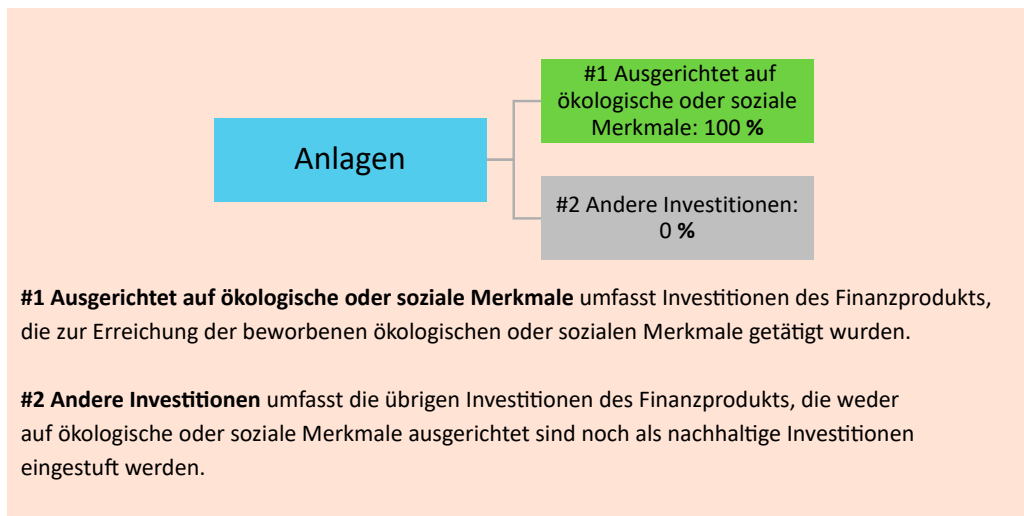 #1 Ausgerichtet auf
ökologische oder soziale
Merkmale: 100 %
Anlagen
#2 Andere Investitionen:
0 %
#1 Ausgerichtet auf ökologische oder soziale Merkmale umfasst Investitionen des Finanzprodukts,
die zur Erreichung der beworbenen ökologischen oder sozialen Merkmale getätigt wurden.
#2 Andere Investitionen umfasst die übrigen Investitionen des Finanzprodukts, die weder
auf ökologische oder soziale Merkmale ausgerichtet sind noch als nachhaltige Investitionen
eingestuft werden.